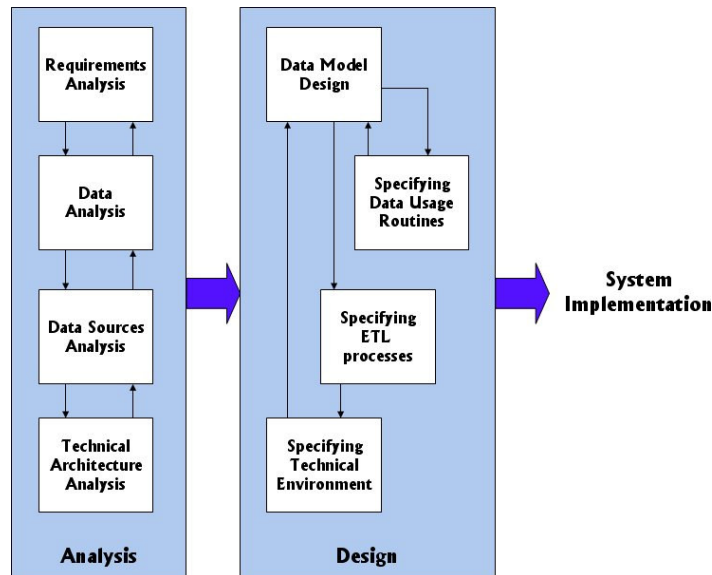 Requirements
Analysis
Data
Analysis
Data Sources
Analysis
Technical
Architecture
Analysis
Analysis
Data Model
Design
Specifying
Data Usage
Routines
Specifying
ETL
processes
Specifying
Technical
Environment
Design
System
Implementation